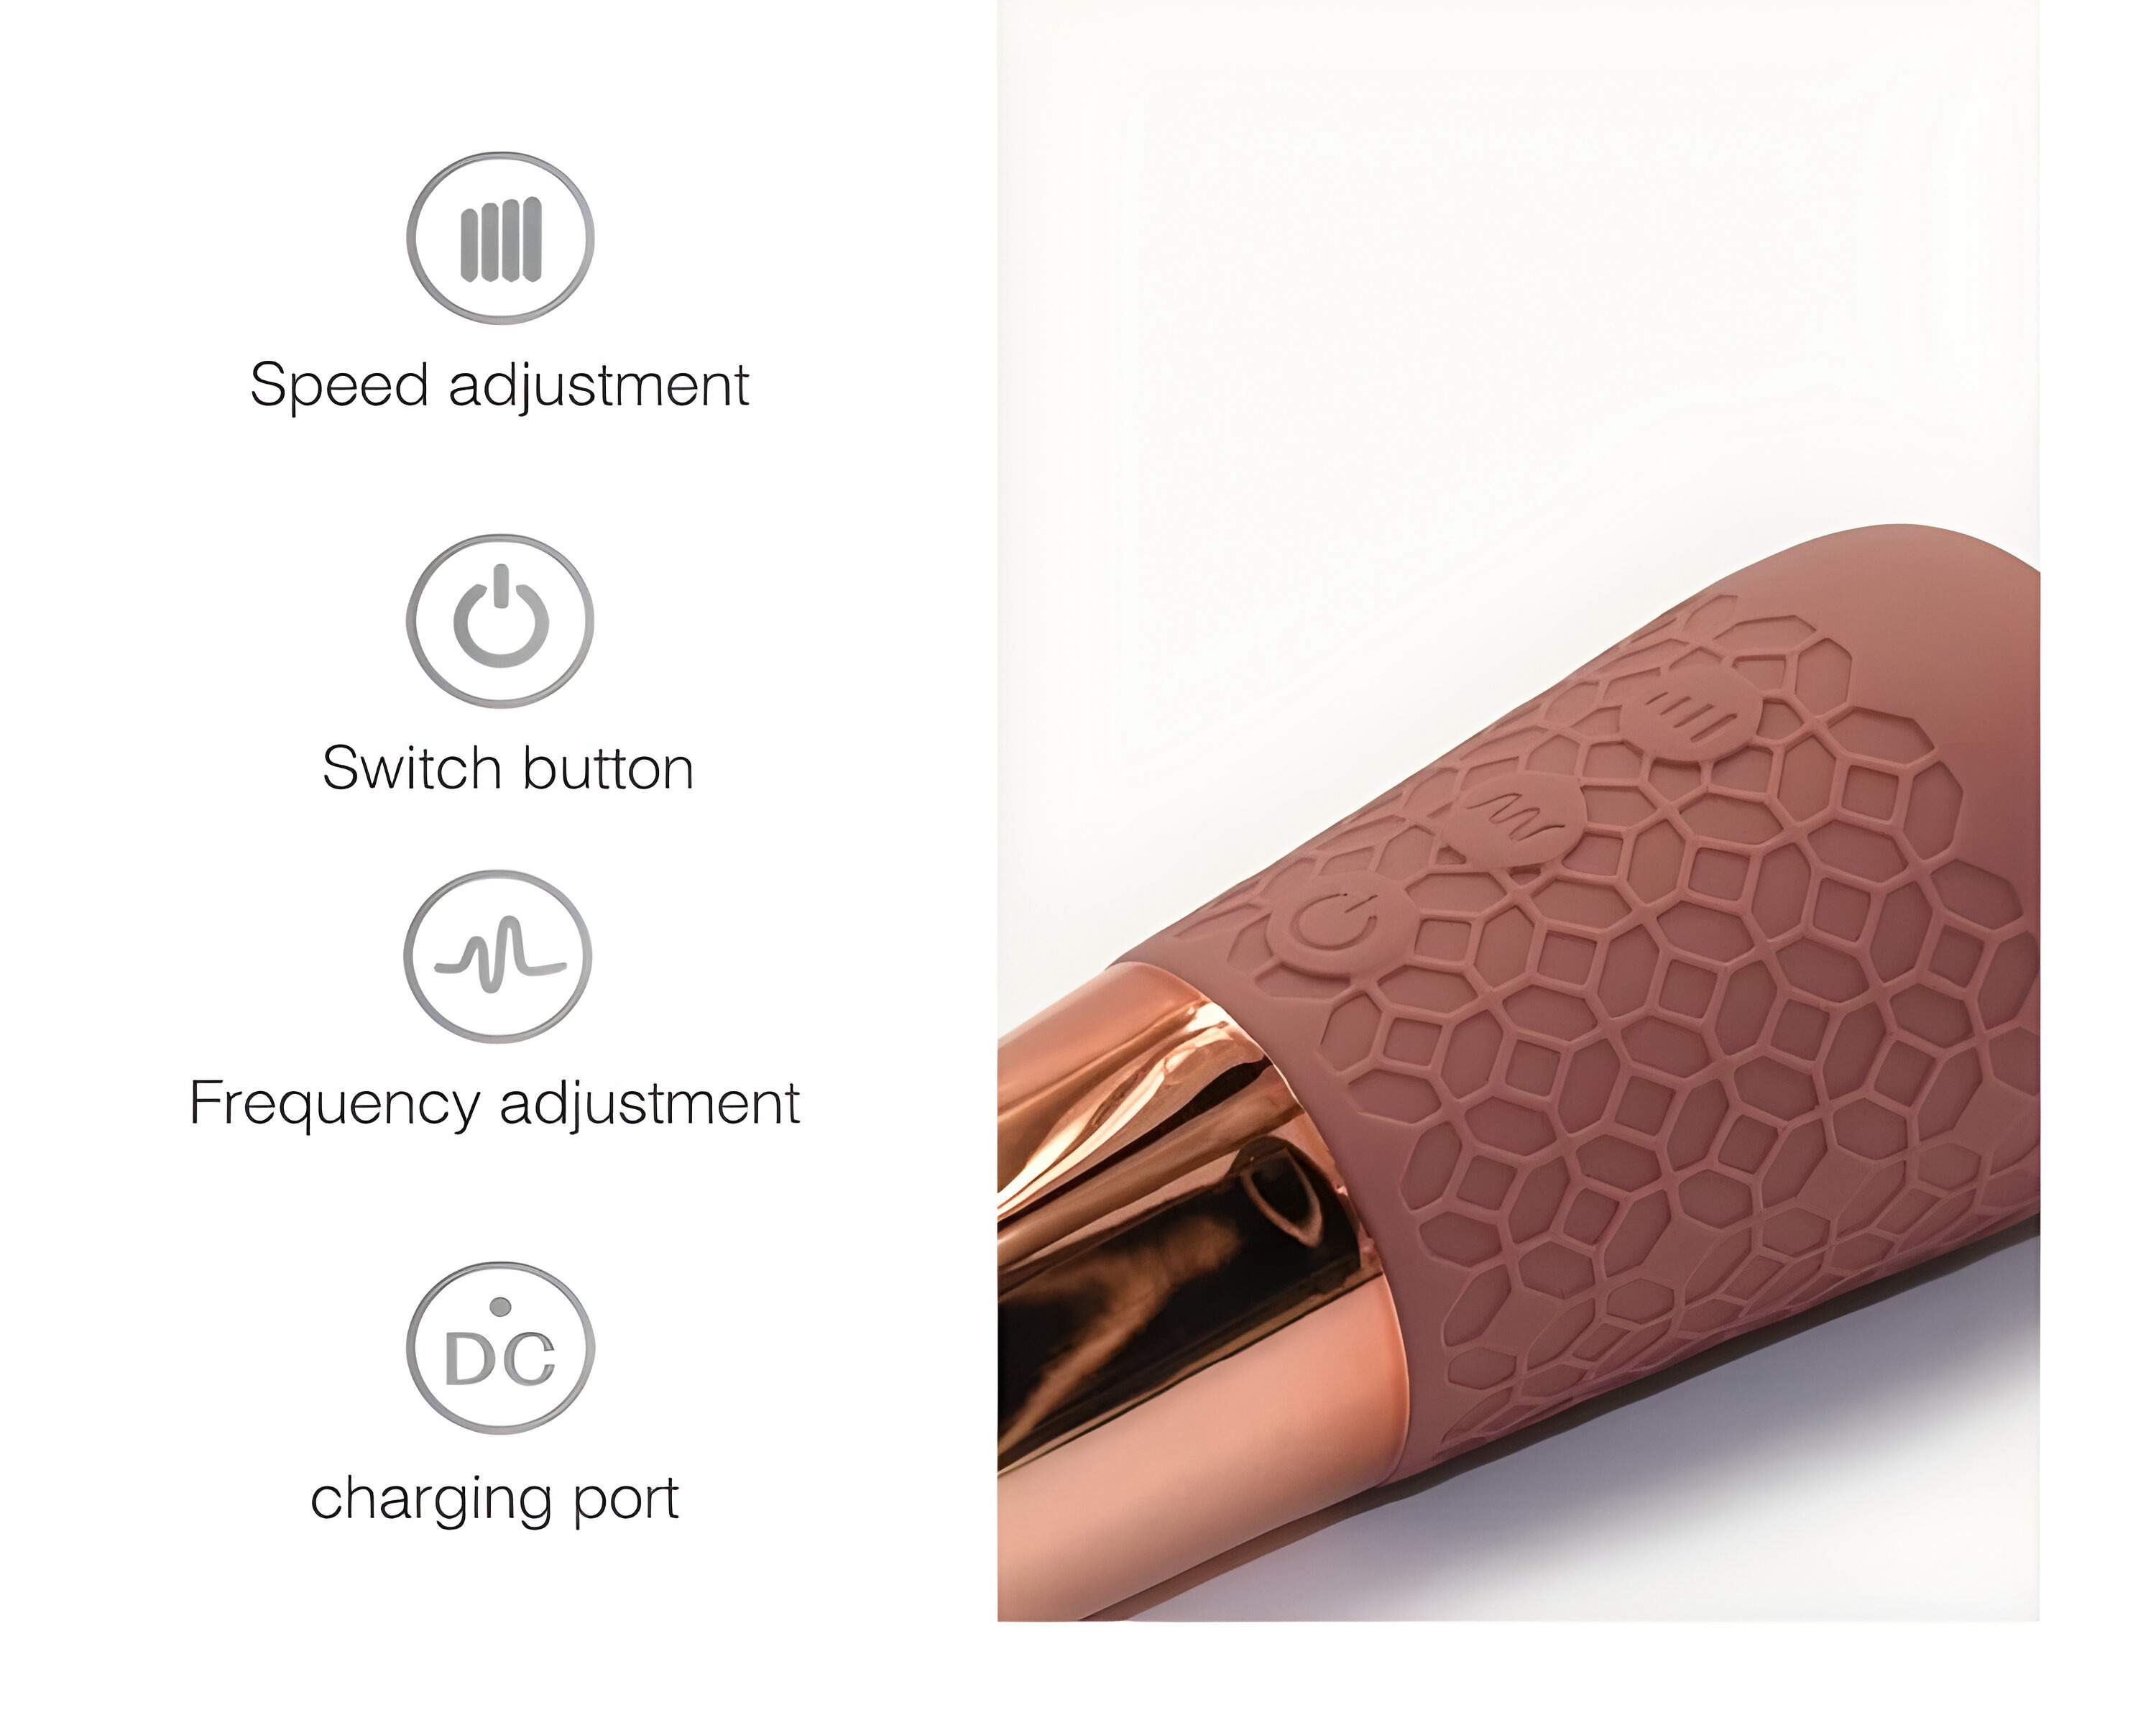 Speed adjustment
Switch button
Frequency adjustment
DC
charging port